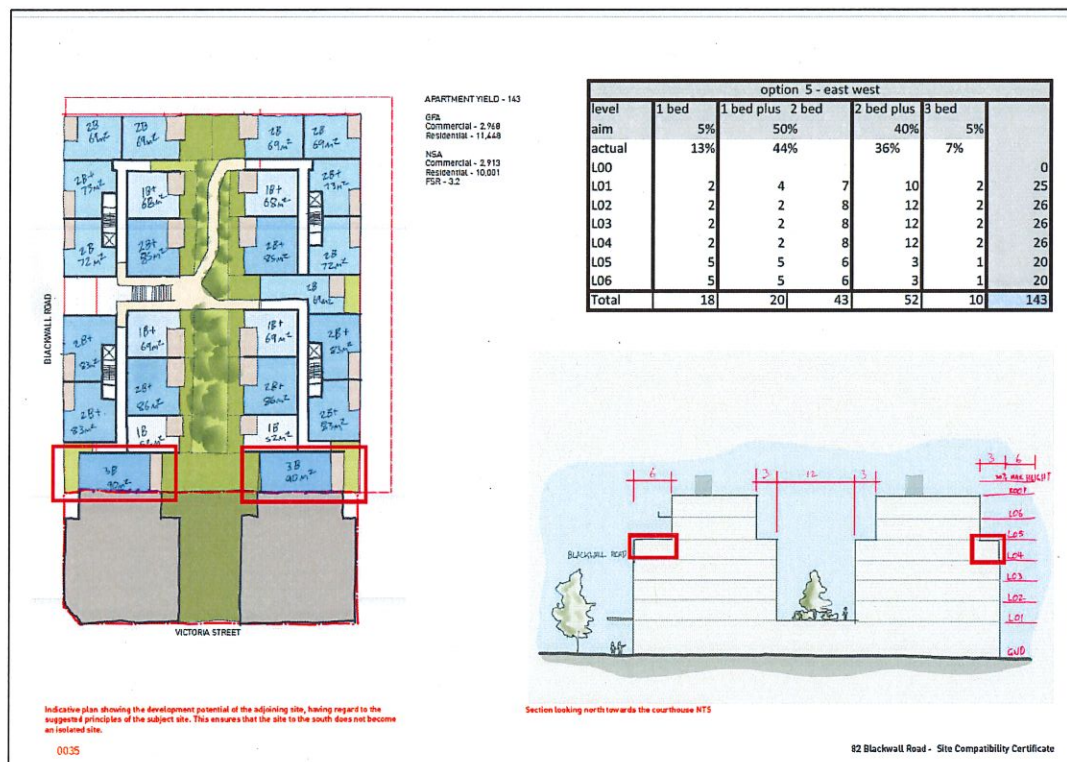 2B
69m²
2B
69m²
2B
69m²
2B
69m²
2B+
73m²
1B+
68m²
1B+
68m²
2B+
73m²
2B
72m²
2B+
85m²
2B+
85m²
2B
72m²
2B
69m²
2B+
83m²
1B+
69m²
1B+
69m²
2B+
83m²
2B+
83m²
2B+
86m²
2B+
86m²
2B+
83m²
1B
52m²
1B
52m²
3B
90m²
3B
90m²
BLACKWALL ROAD
VICTORIA STREET
APARTMENT YIELD - 143
GFA
Commercial - 2,968
Residential - 11,448
NSA
Commercial - 2,913
Residential - 10,001
FSR - 3.2
option 5 - east west
level 1 bed 1 bed plus 2 bed 2 bed plus 3 bed
aim 5% 50% 40% 5%
actual 13% 44% 36% 7%
L00 0
L01 2 4 7 10 2 25
L02 2 2 8 12 2 26
L03 2 2 8 12 2 26
L04 2 2 8 12 2 26
L05 5 5 6 3 1 20
L06 5 5 6 3 1 20
Total 18 20 43 52 10 143
6 3 12 3 3 6
MAX HEIGHT
ROOF
L06
L05
BLACKWALL ROAD
L04
L03
L02
L01
GND
Indicative plan showing the development potential of the adjoining site, having regard to the
suggested principles of the subject site. This ensures that the site to the south does not become
an isolated site.
Section looking north towards the courthouse NTS
0035
82 Blackwall Road - Site Compatibility Certificate